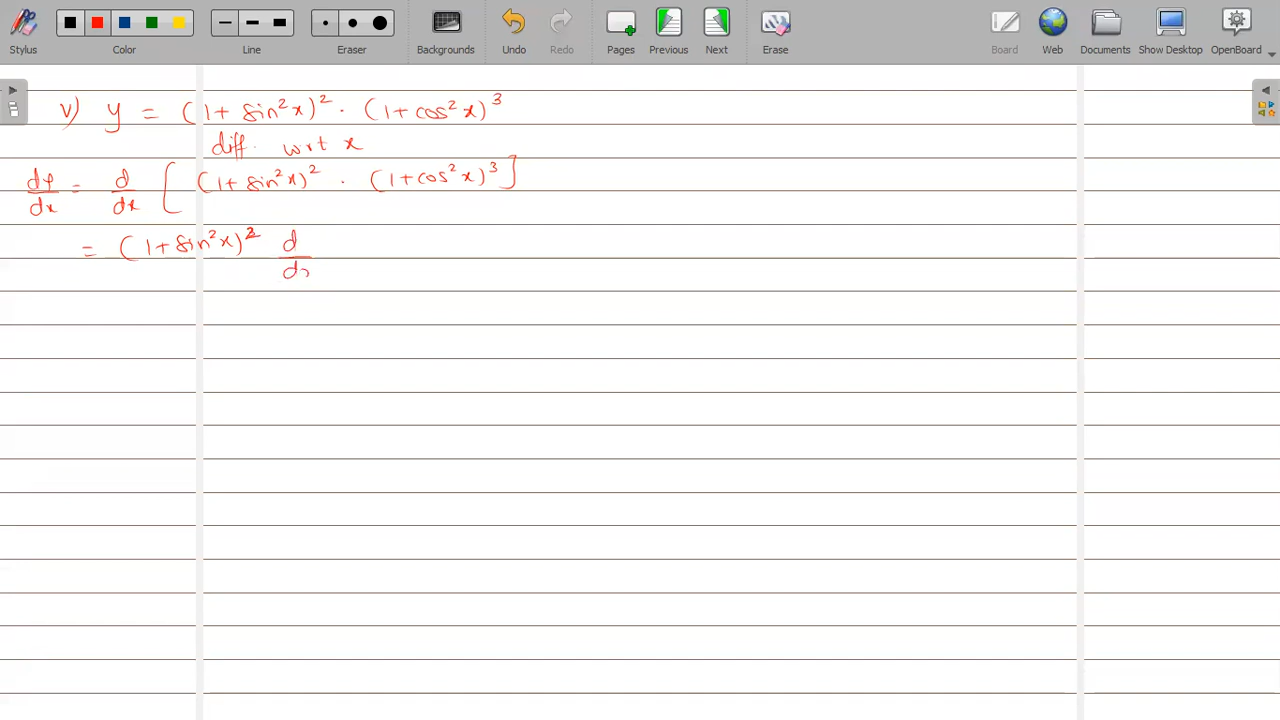 Stylus Color Line Eraser Backgrounds Undo Redo Pages Previous Next Erase Board Web Documents Show Desktop OpenBoard
v) y = (1+ sin²x)² · (1+cos²x)³
diff. wrt x
dy/dx = d/dx [(1+sin²x)² · (1+cos²x)³]
= (1+sin²x)² d/dx